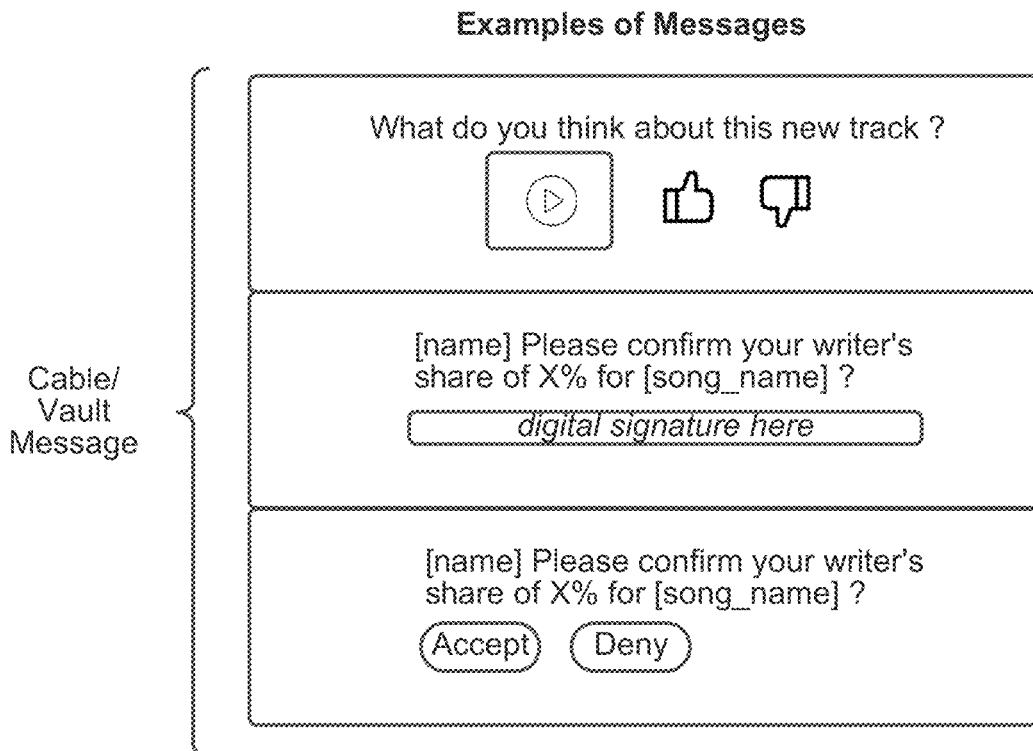 Examples of Messages
What do you think about this new track ?
Cable/
Vault
Message
[name] Please confirm your writer's
share of X% for [song_name] ?
digital signature here
[name] Please confirm your writer's
share of X% for [song_name] ?
Accept Deny